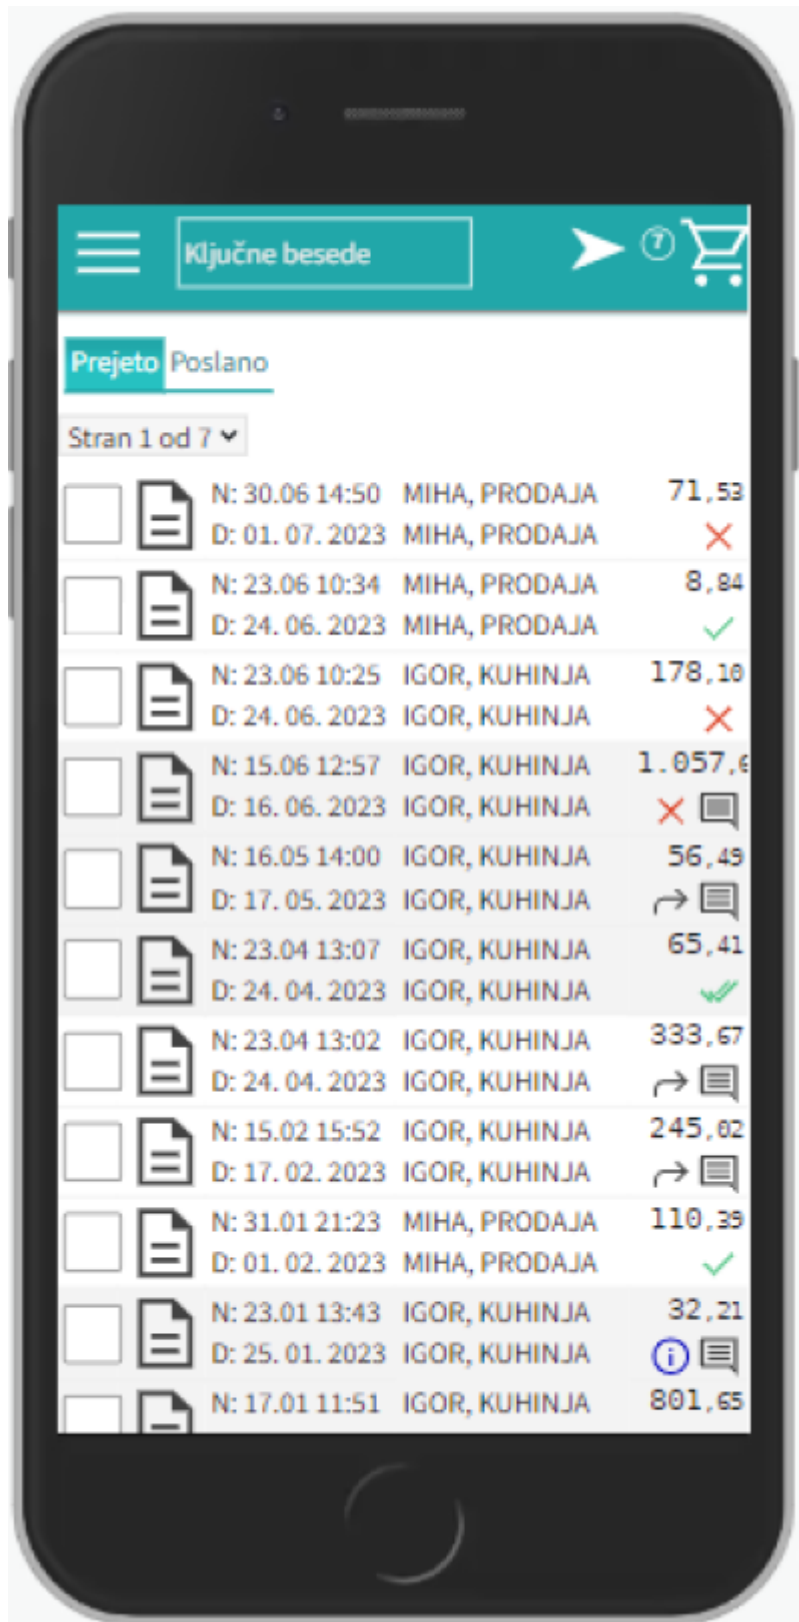 Ključne besede
7
Prejeto Poslano
Stran 1 od 7
N: 30.06 14:50 MIHA, PRODAJA 71,53
D: 01. 07. 2023 MIHA, PRODAJA
N: 23.06 10:34 MIHA, PRODAJA 8,84
D: 24. 06. 2023 MIHA, PRODAJA
N: 23.06 10:25 IGOR, KUHINJA 178,10
D: 24. 06. 2023 IGOR, KUHINJA
N: 15.06 12:57 IGOR, KUHINJA 1.057,
D: 16. 06. 2023 IGOR, KUHINJA
N: 16.05 14:00 IGOR, KUHINJA 56,49
D: 17. 05. 2023 IGOR, KUHINJA
N: 23.04 13:07 IGOR, KUHINJA 65,41
D: 24. 04. 2023 IGOR, KUHINJA
N: 23.04 13:02 IGOR, KUHINJA 333,67
D: 24. 04. 2023 IGOR, KUHINJA
N: 15.02 15:52 IGOR, KUHINJA 245,02
D: 17. 02. 2023 IGOR, KUHINJA
N: 31.01 21:23 MIHA, PRODAJA 110,39
D: 01. 02. 2023 MIHA, PRODAJA
N: 23.01 13:43 IGOR, KUHINJA 32,21
D: 25. 01. 2023 IGOR, KUHINJA
N: 17.01 11:51 IGOR, KUHINJA 801,65